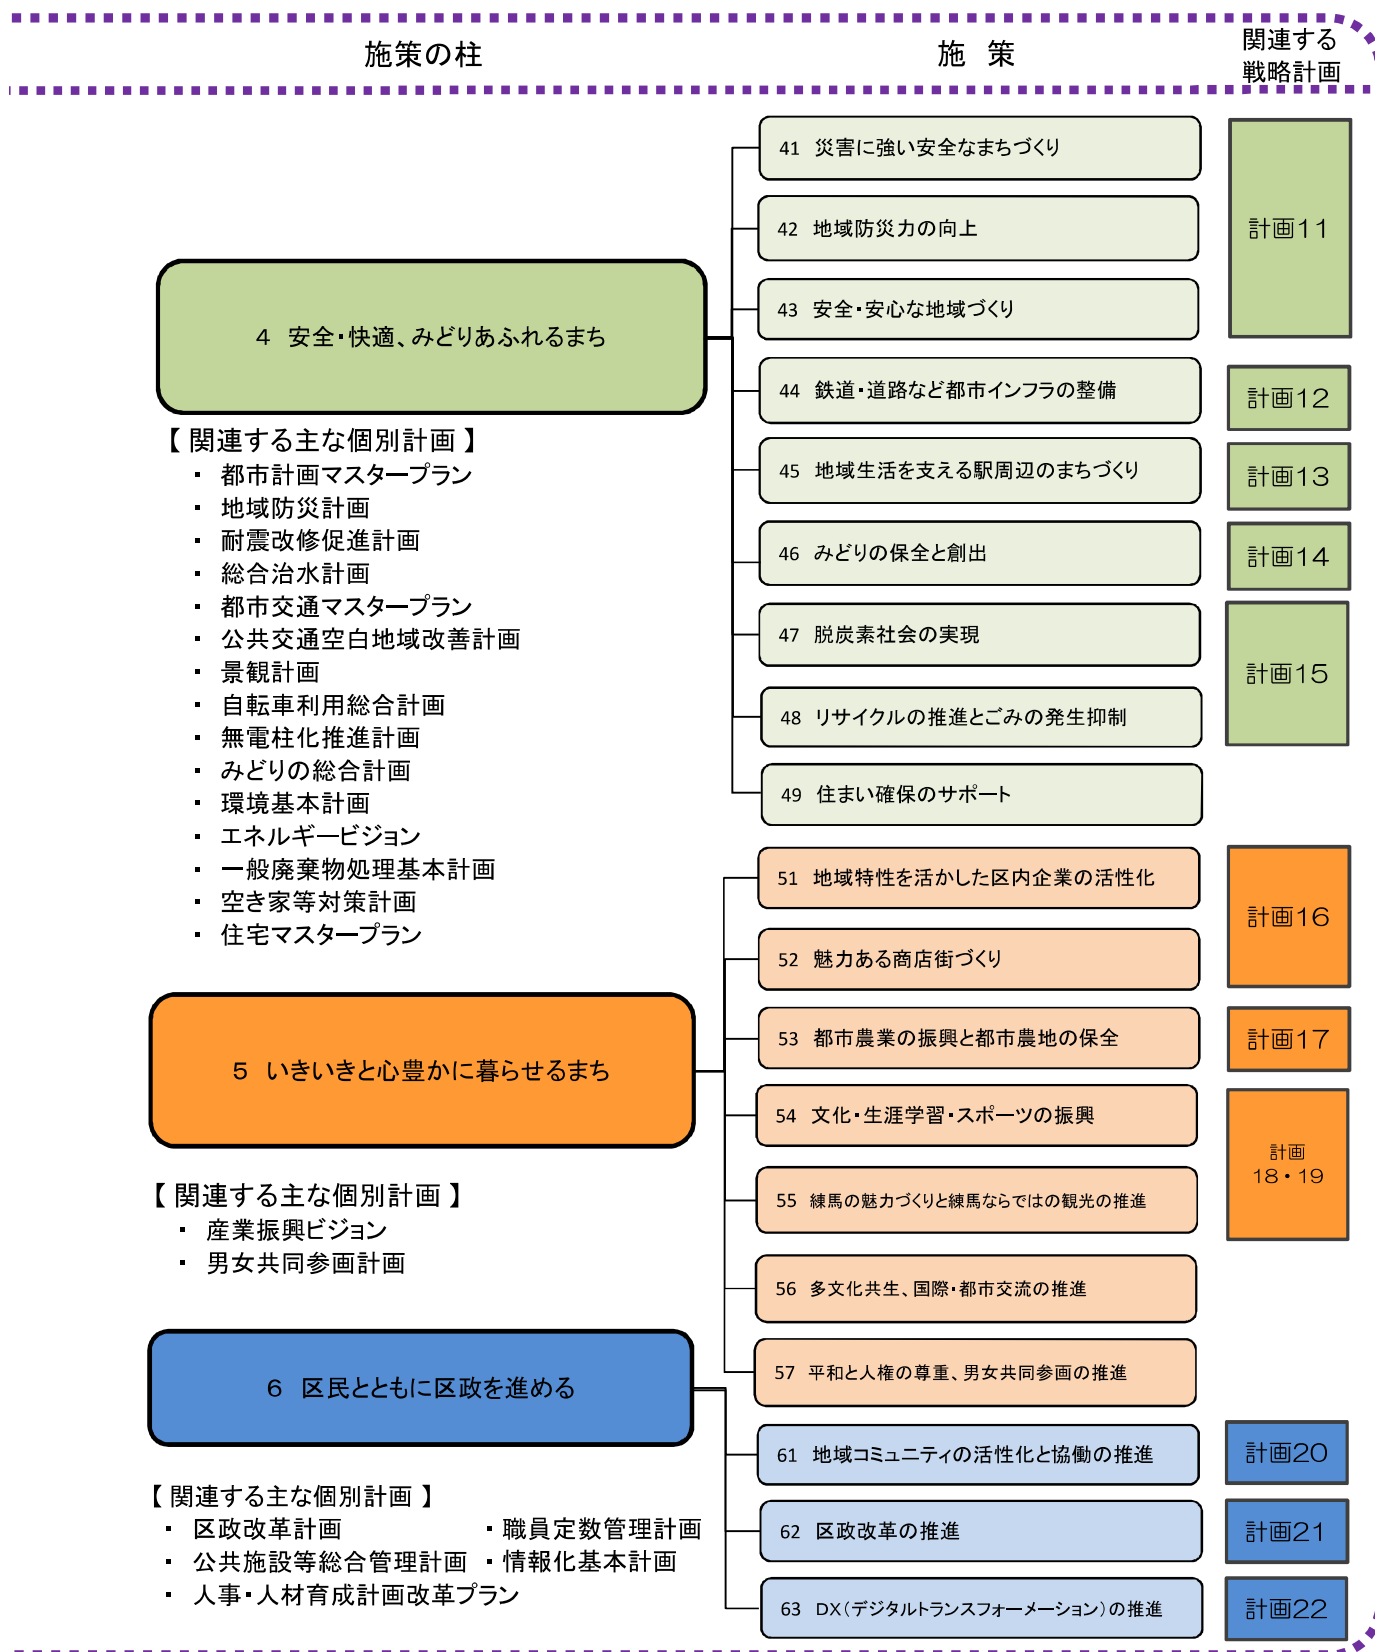 施策の柱
施 策
関連する
戦略計画
4 安全・快適、みどりあふれるまち
【 関連する主な個別計画 】
・ 都市計画マスタープラン
・ 地域防災計画
・ 耐震改修促進計画
・ 総合治水計画
・ 都市交通マスタープラン
・ 公共交通空白地域改善計画
・ 景観計画
・ 自転車利用総合計画
・ 無電柱化推進計画
・ みどりの総合計画
・ 環境基本計画
・ エネルギービジョン
・ 一般廃棄物処理基本計画
・ 空き家等対策計画
・ 住宅マスタープラン
41 災害に強い安全なまちづくり
42 地域防災力の向上
43 安全・安心な地域づくり
44 鉄道・道路など都市インフラの整備
45 地域生活を支える駅周辺のまちづくり
46 みどりの保全と創出
47 脱炭素社会の実現
48 リサイクルの推進とごみの発生抑制
49 住まい確保のサポート
計画11
計画12
計画13
計画14
計画15
5 いきいきと心豊かに暮らせるまち
【 関連する主な個別計画 】
・ 産業振興ビジョン
・ 男女共同参画計画
51 地域特性を活かした区内企業の活性化
52 魅力ある商店街づくり
53 都市農業の振興と都市農地の保全
54 文化・生涯学習・スポーツの振興
55 練馬の魅力づくりと練馬ならではの観光の推進
56 多文化共生、国際・都市交流の推進
57 平和と人権の尊重、男女共同参画の推進
計画16
計画17
計画
18・19
6 区民とともに区政を進める
【 関連する主な個別計画 】
・ 区政改革計画 ・職員定数管理計画
・ 公共施設等総合管理計画 ・情報化基本計画
・ 人事・人材育成計画改革プラン
61 地域コミュニティの活性化と協働の推進
62 区政改革の推進
63 DX（デジタルトランスフォーメーション）の推進
計画20
計画21
計画22